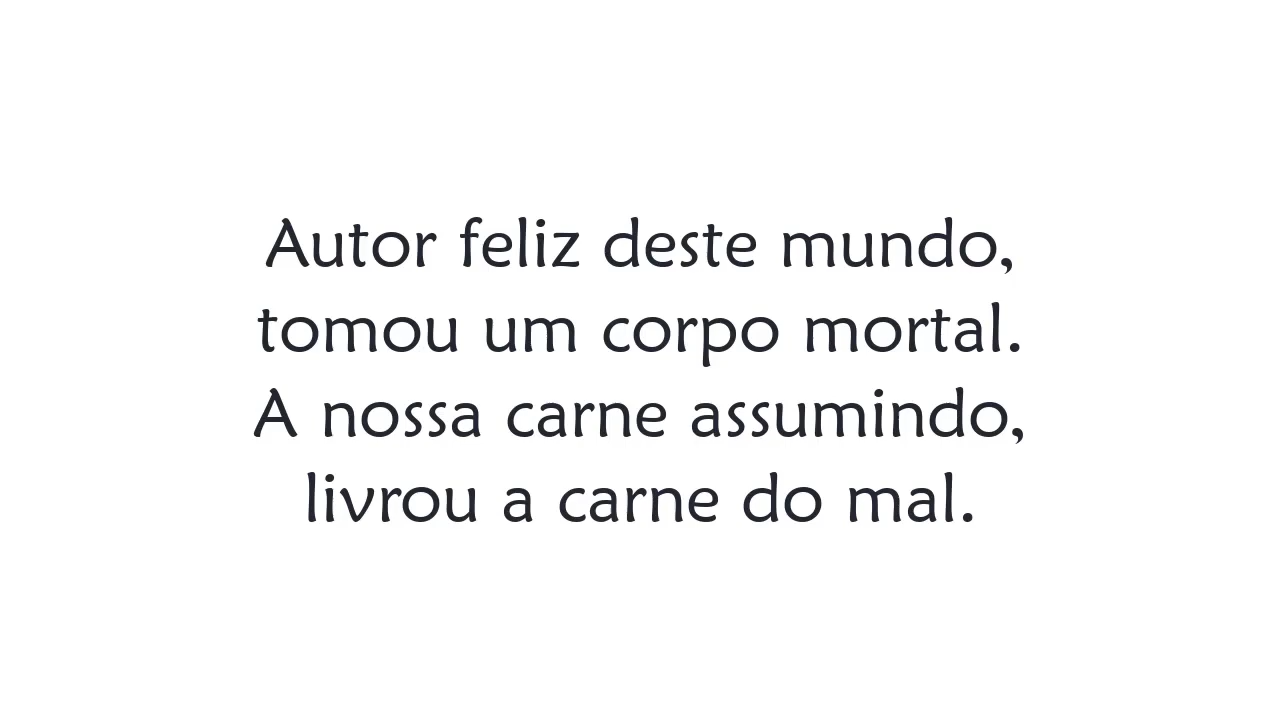 Autor feliz deste mundo,
tomou um corpo mortal.
A nossa carne assumindo,
livrou a carne do mal.